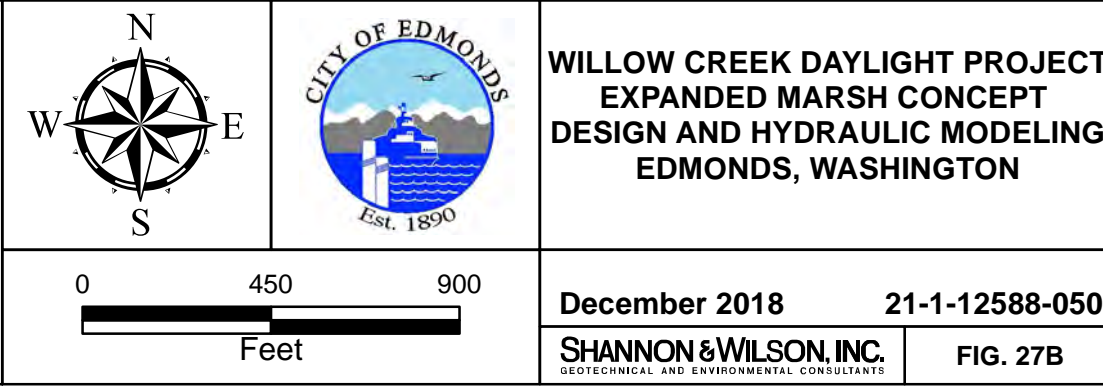 N
W
E
S
CITY OF EDMONDS
Est. 1890
WILLOW CREEK DAYLIGHT PROJECT
EXPANDED MARSH CONCEPT
DESIGN AND HYDRAULIC MODELING
EDMONDS, WASHINGTON
0 450 900
Feet
December 2018 21-1-12588-050
SHANNON & WILSON, INC.
GEOTECHNICAL AND ENVIRONMENTAL CONSULTANTS
FIG. 27B